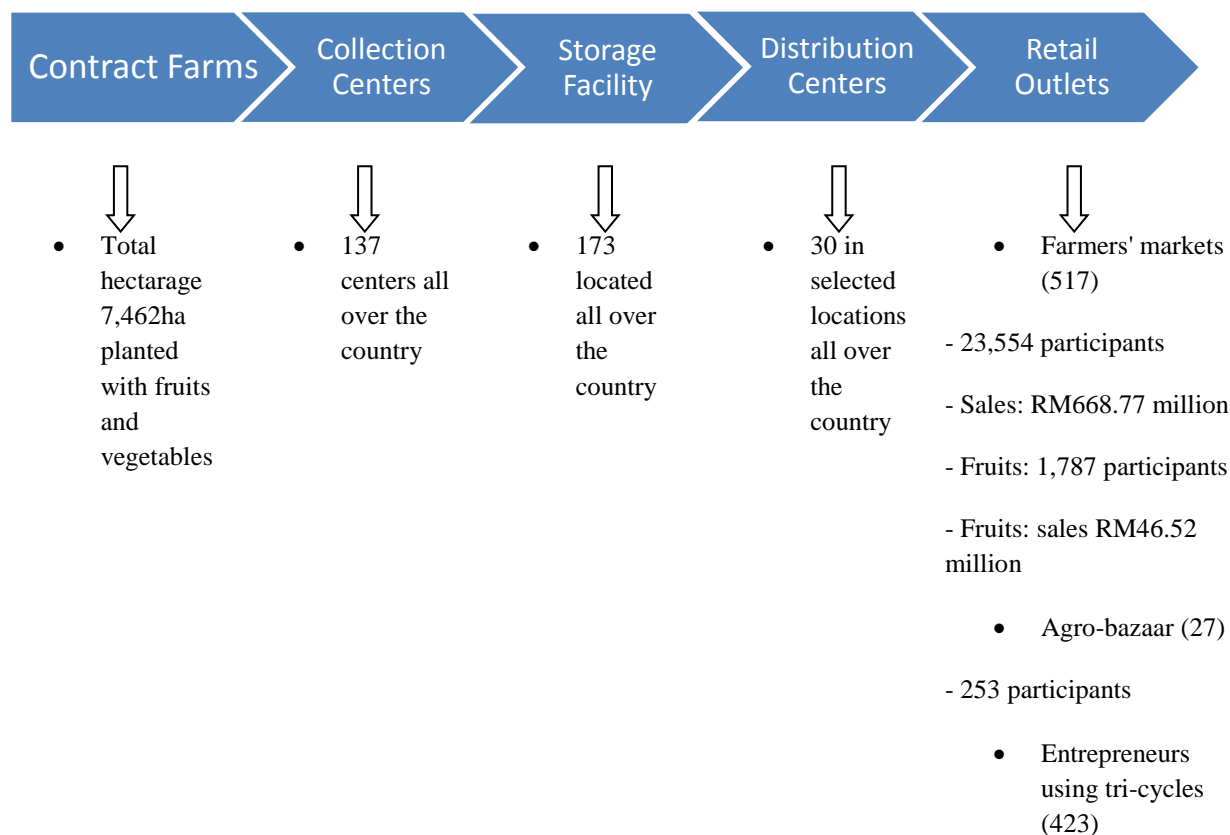 Contract Farms
Collection
Centers
Storage
Facility
Distribution
Centers
Retail
Outlets
• Total
hectarage
7,462ha
planted
with fruits
and
vegetables
• 137
centers all
over the
country
• 173
located
all over
the
country
• 30 in
selected
locations
all over
the
country
• Farmers' markets
(517)
- 23,554 participants
- Sales: RM668.77 million
- Fruits: 1,787 participants
- Fruits: sales RM46.52
million
• Agro-bazaar (27)
- 253 participants
• Entrepreneurs
using tri-cycles
(423)